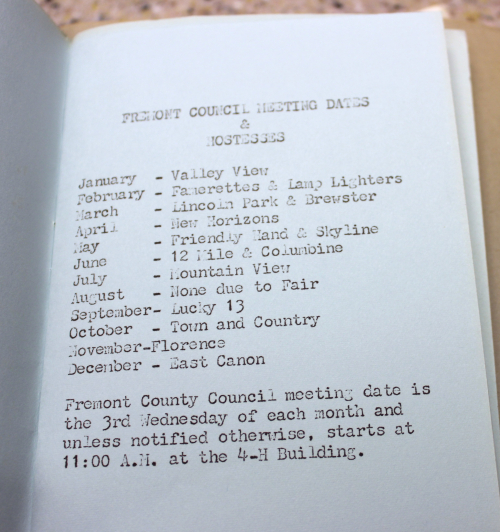 FREMONT COUNCIL MEETING DATES
&
HOSTESSES
January - Valley View
February - Famerettes & Lamp Lighters
March - Lincoln Park & Brewster
April - New Horizons
May - Friendly Hand & Skyline
June - 12 Mile & Columbine
July - Mountain View
August - None due to Fair
September- Lucky 13
October - Town and Country
November-Florence
December - East Canon
Fremont County Council meeting date is
the 3rd Wednesday of each month and
unless notified otherwise, starts at
11:00 A.M. at the 4-H Building.